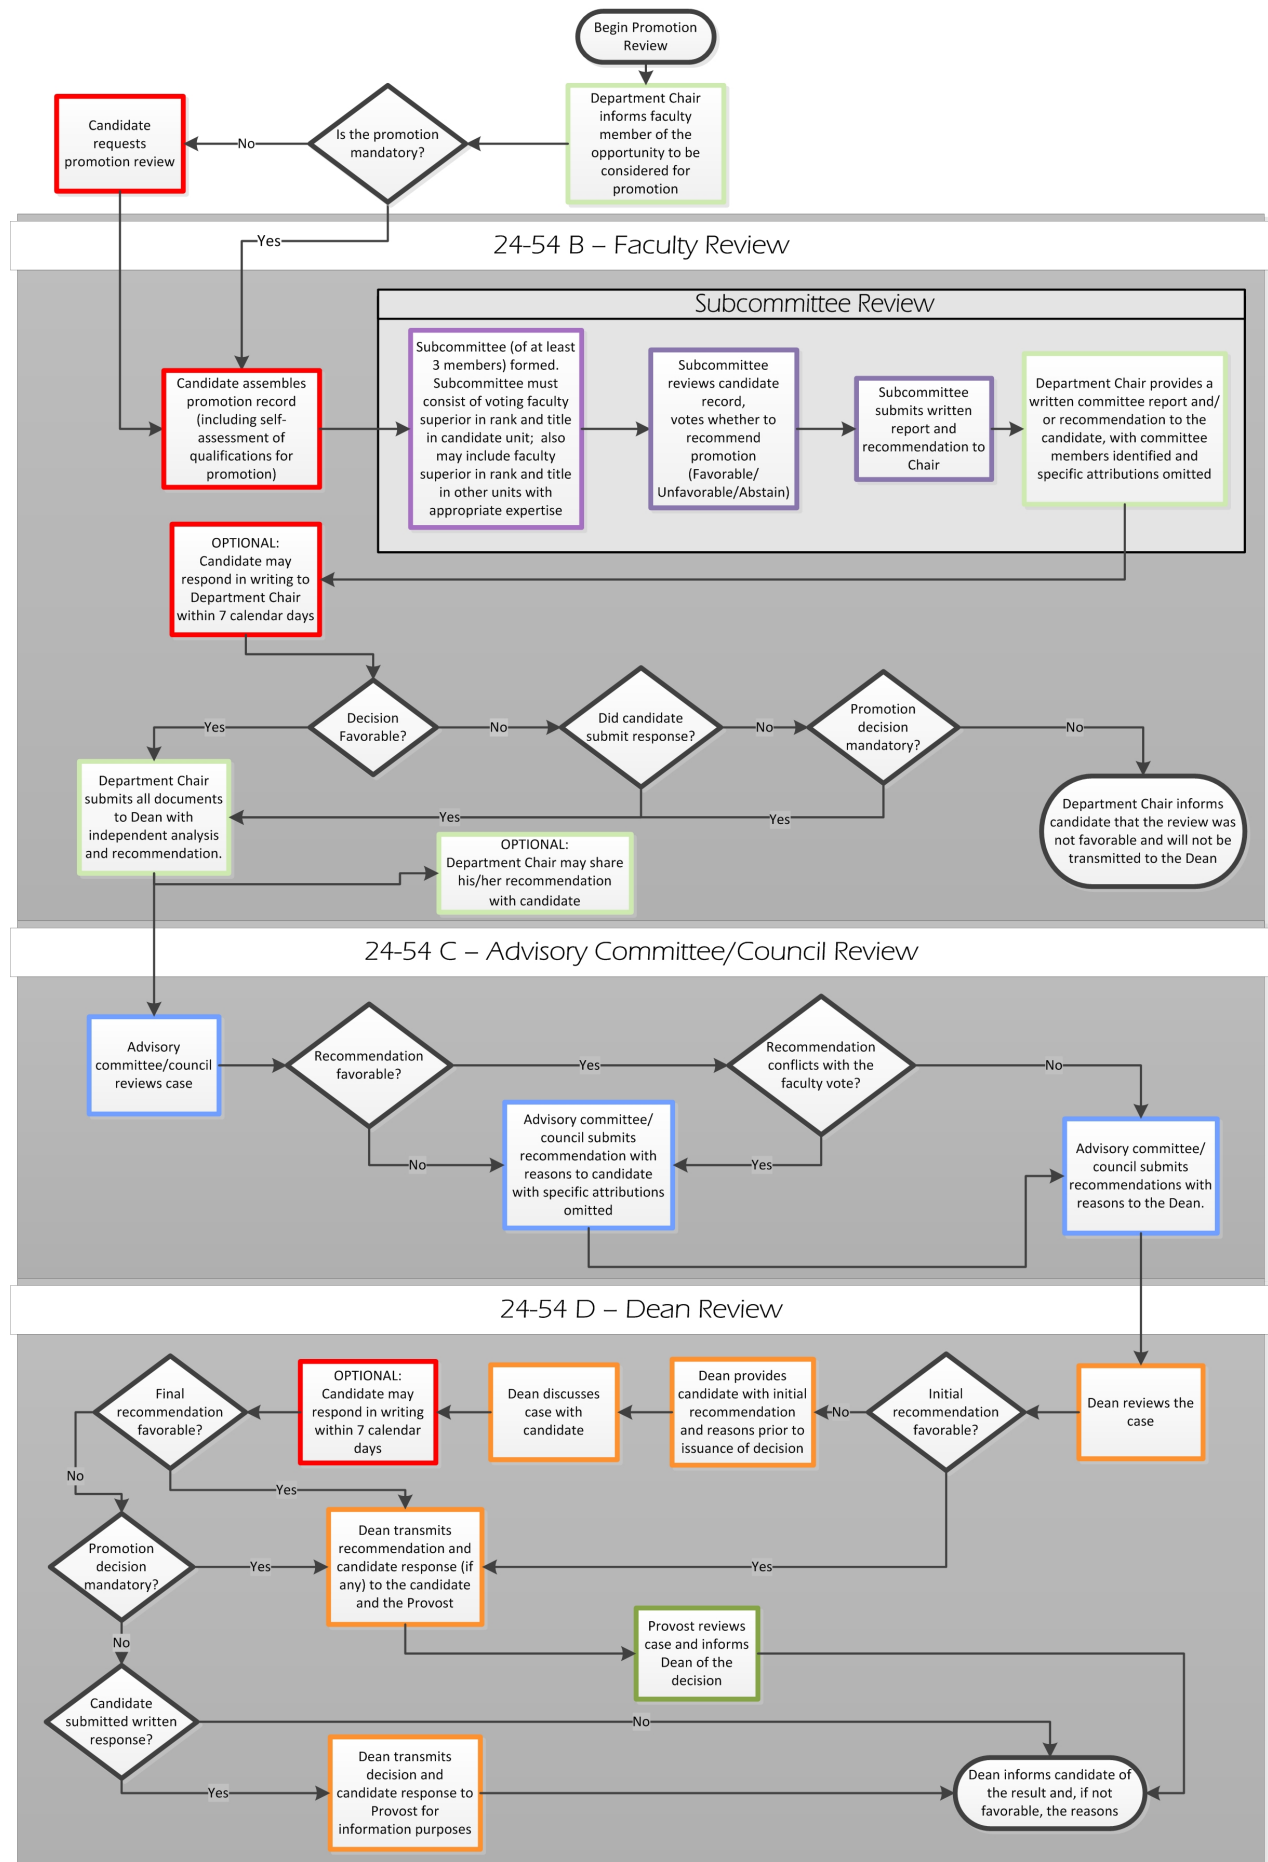 Begin Promotion
Review
Department Chair
informs faculty
member of the
opportunity to be
considered for
promotion
Is the promotion
mandatory?
No
Candidate
requests
promotion review
Yes
24-54 B – Faculty Review
Subcommittee Review
Candidate assembles
promotion record
(including self-
assessment of
qualifications for
promotion)
Subcommittee (of at least
3 members) formed.
Subcommittee must
consist of voting faculty
superior in rank and title
in candidate unit;  also
may include faculty
superior in rank and title
in other units with
appropriate expertise
Subcommittee
reviews candidate
record,
votes whether to
recommend
promotion
(Favorable/
Unfavorable/Abstain)
Subcommittee
submits written
report and
recommendation to
Chair
Department Chair provides a
written committee report and/
or recommendation to the
candidate, with committee
members identified and
specific attributions omitted
OPTIONAL:
Candidate may
respond in writing to
Department Chair
within 7 calendar days
Decision
Favorable?
Yes
No
Did candidate
submit response?
No
Promotion
decision
mandatory?
No
Department Chair
submits all documents
to Dean with
independent analysis
and recommendation.
Yes
Yes
Department Chair informs
candidate that the review was
not favorable and will not be
transmitted to the Dean
OPTIONAL:
Department Chair may share
his/her recommendation
with candidate
24-54 C – Advisory Committee/Council Review
Advisory
committee/council
reviews case
Recommendation
favorable?
Yes
Recommendation
conflicts with the
faculty vote?
No
No
Advisory committee/
council submits
recommendation with
reasons to candidate
with specific attributions
omitted
Yes
Advisory committee/
council submits
recommendations with
reasons to the Dean.
24-54 D – Dean Review
Final
recommendation
favorable?
OPTIONAL:
Candidate may
respond in writing
within 7 calendar
days
Dean discusses
case with
candidate
Dean provides
candidate with initial
recommendation
and reasons prior to
issuance of decision
No
Initial
recommendation
favorable?
Dean reviews the
case
No
Yes
Promotion
decision
mandatory?
Yes
Dean transmits
recommendation and
candidate response (if
any) to the candidate
and the Provost
Yes
No
Provost reviews
case and informs
Dean of the
decision
Candidate
submitted written
response?
No
Yes
Dean transmits
decision and
candidate response to
Provost for
information purposes
Dean informs candidate of
the result and, if not
favorable, the reasons